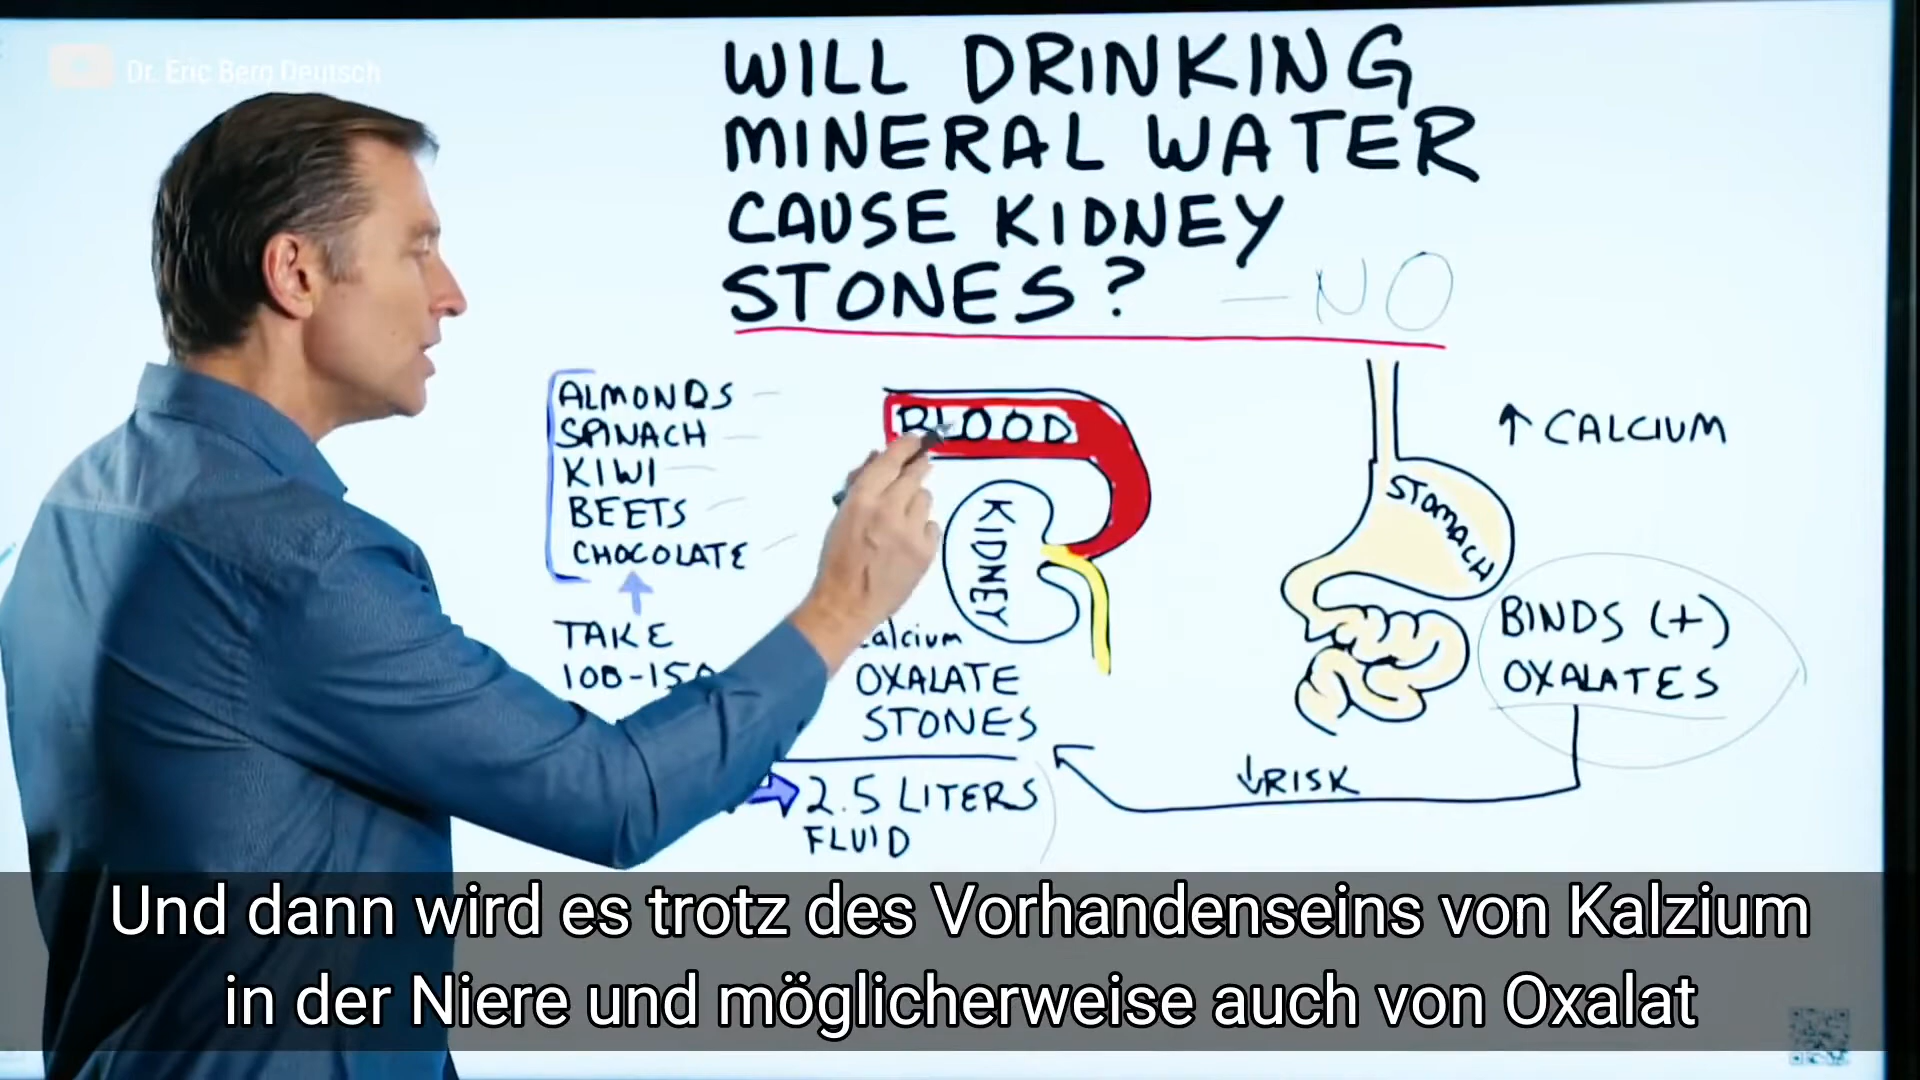 Dr. Eric Berg Deutsch
WILL DRINKING
MINERAL WATER
CAUSE KIDNEY
STONES? — NO
ALMONDS
SPINACH
KIWI
BEETS
CHOCOLATE
TAKE
100-150
BLOOD
KIDNEY
calcium
OXALATE
STONES
2.5 LITERS
FLUID
STOMACH
↑ CALCIUM
BINDS (+)
OXALATES
↓RISK
Und dann wird es trotz des Vorhandenseins von Kalzium
in der Niere und möglicherweise auch von Oxalat